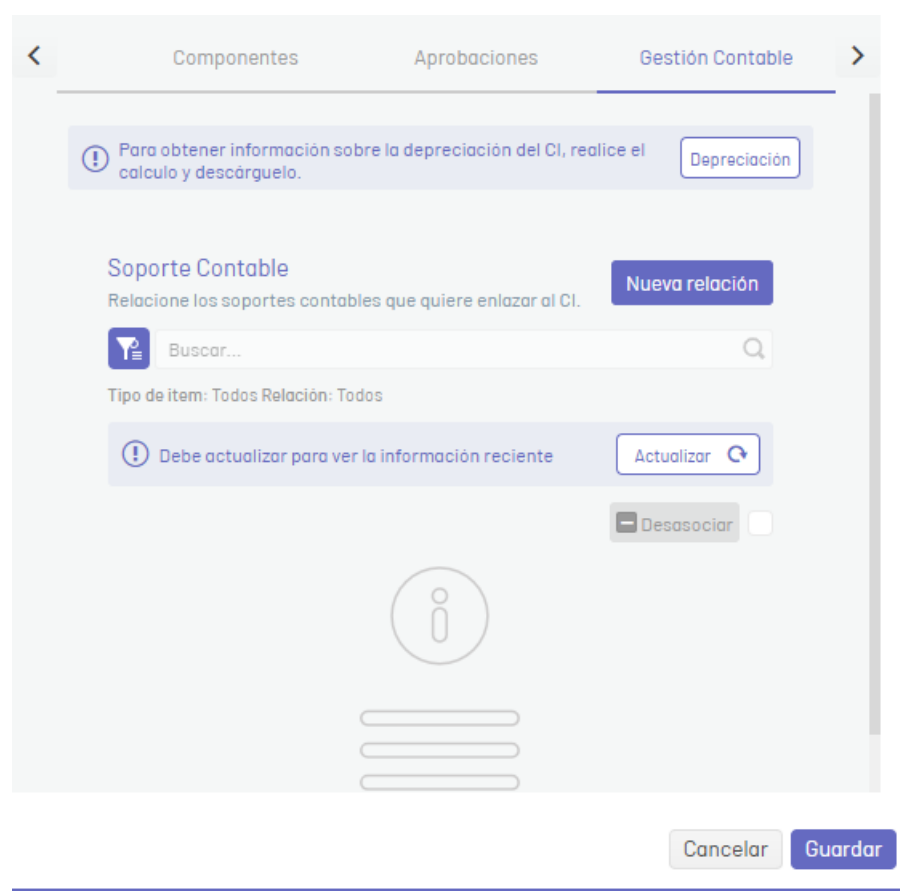 Componentes Aprobaciones Gestión Contable
Para obtener información sobre la depreciación del CI, realice el
calculo y descárguelo.
Depreciación
Soporte Contable
Relacione los soportes contables que quiere enlazar al CI.
Nueva relación
Buscar...
Tipo de item: Todos Relación: Todos
Debe actualizar para ver la información reciente
Actualizar
Desasociar
Cancelar Guardar